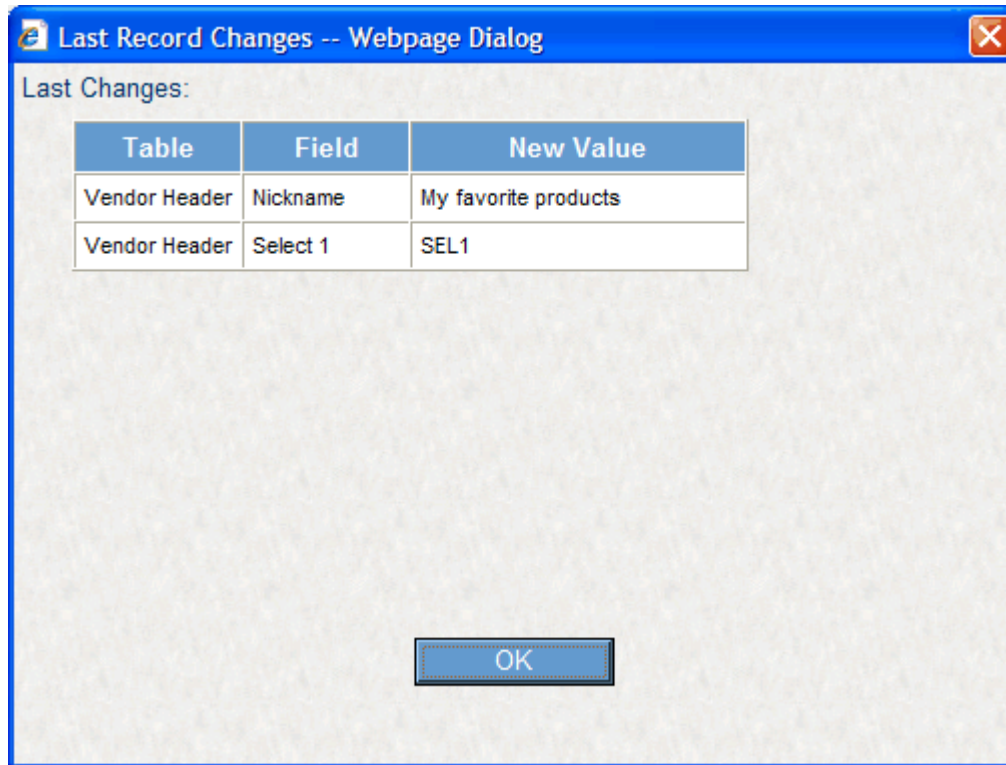 Last Record Changes -- Webpage Dialog
Last Changes:
Table Field New Value
Vendor Header Nickname My favorite products
Vendor Header Select 1 SEL1
OK